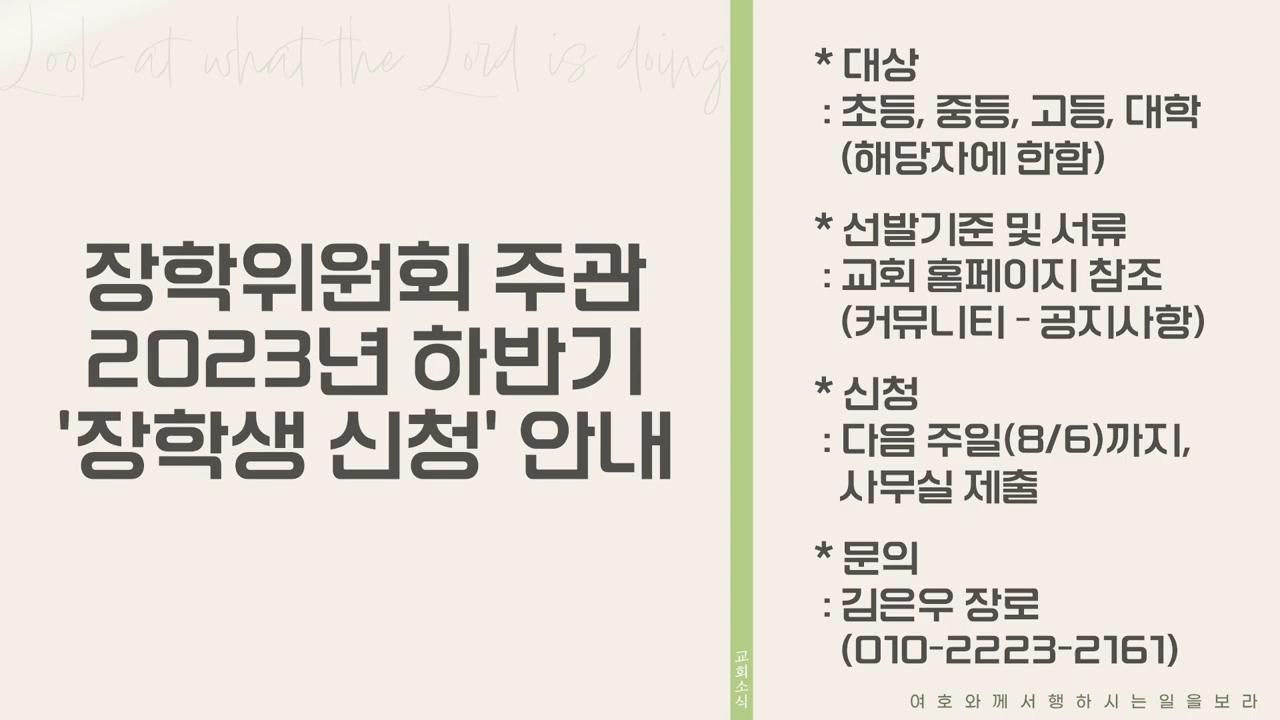 Look at what the Lord is doing
장학위원회 주관
2023년 하반기
'장학생 신청' 안내
* 대상
: 초등, 중등, 고등, 대학
(해당자에 한함)
* 선발기준 및 서류
: 교회 홈페이지 참조
(커뮤니티 - 공지사항)
* 신청
: 다음 주일(8/6)까지,
사무실 제출
* 문의
: 김은우 장로
(010-2223-2161)
교회소식
여호와께서행하시는일을보라